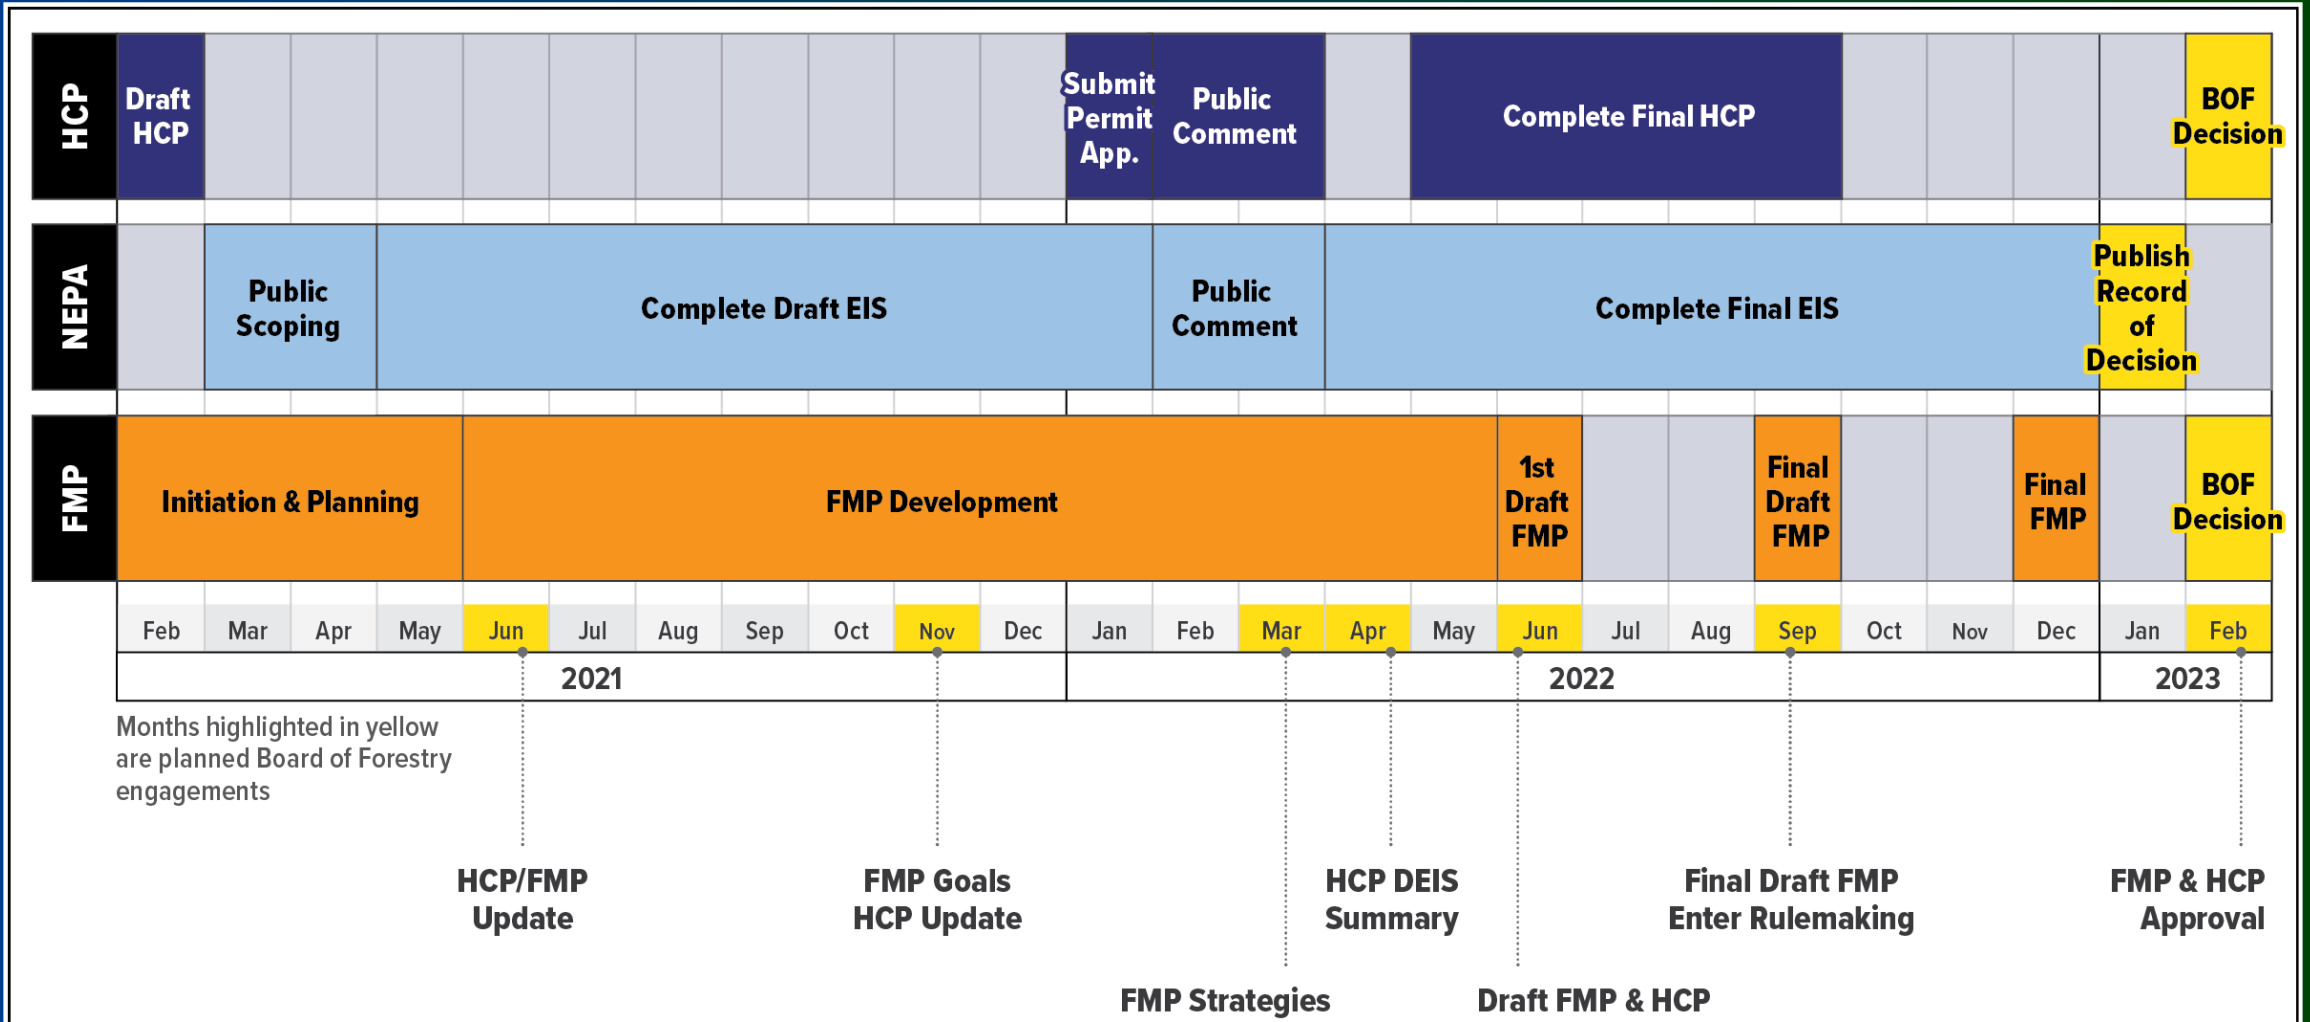 HCP
Draft
HCP
Submit
Permit
App.
Public
Comment
Complete Final HCP
BOF
Decision
NEPA
Public
Scoping
Complete Draft EIS
Public
Comment
Complete Final EIS
Publish
Record
of
Decision
FMP
Initiation & Planning
FMP Development
1st
Draft
FMP
Final
Draft
FMP
Final
FMP
BOF
Decision
Feb Mar Apr May Jun Jul Aug Sep Oct Nov Dec Jan Feb Mar Apr May Jun Jul Aug Sep Oct Nov Dec Jan Feb
2021 2022 2023
Months highlighted in yellow
are planned Board of Forestry
engagements
HCP/FMP
Update
FMP Goals
HCP Update
HCP DEIS
Summary
Final Draft FMP
Enter Rulemaking
FMP & HCP
Approval
FMP Strategies
Draft FMP & HCP